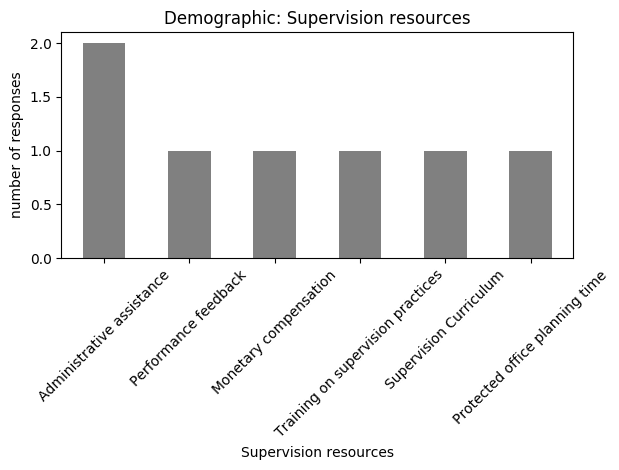 Demographic: Supervision resources
number of responses
2.0
1.5
1.0
0.5
0.0
Administrative assistance
Performance feedback
Monetary compensation
Training on supervision practices
Supervision Curriculum
Protected office planning time
Supervision resources